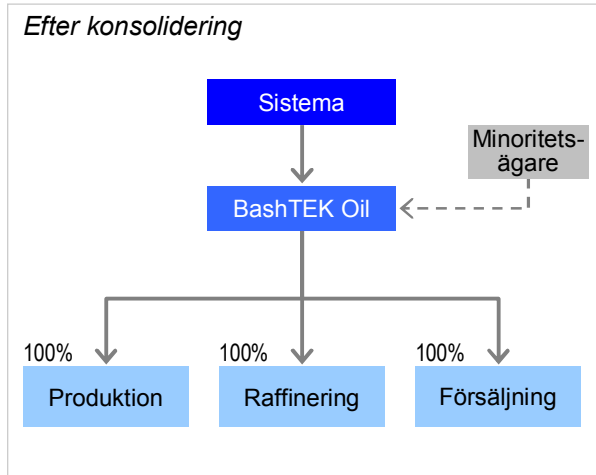 Efter konsolidering
Sistema
Minoritets-
ägare
BashTEK Oil
100%
100%
100%
Produktion
Raffinering
Försäljning